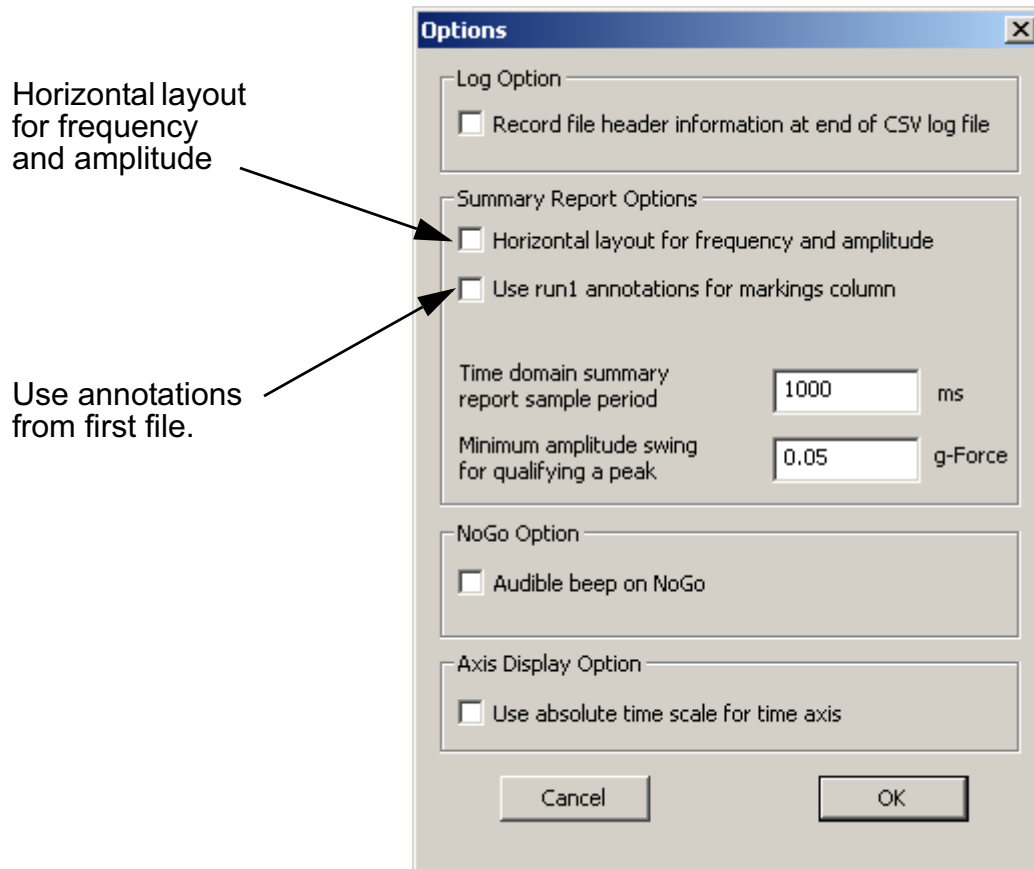 Options
Horizontal layout
for frequency
and amplitude
Log Option
Record file header information at end of CSV log file
Summary Report Options
Horizontal layout for frequency and amplitude
Use run1 annotations for markings column
Use annotations
from first file.
Time domain summary
report sample period
1000
ms
Minimum amplitude swing
for qualifying a peak
0.05
g-Force
NoGo Option
Audible beep on NoGo
Axis Display Option
Use absolute time scale for time axis
Cancel
OK